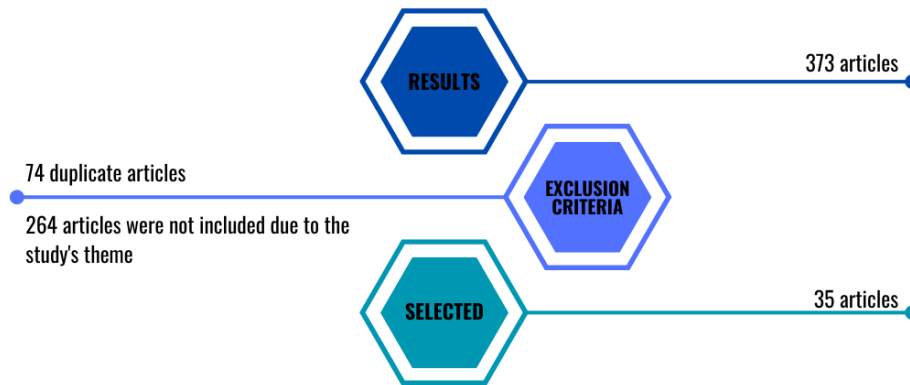 RESULTS
373 articles
74 duplicate articles
EXCLUSION
CRITERIA
264 articles were not included due to the
study's theme
SELECTED
35 articles